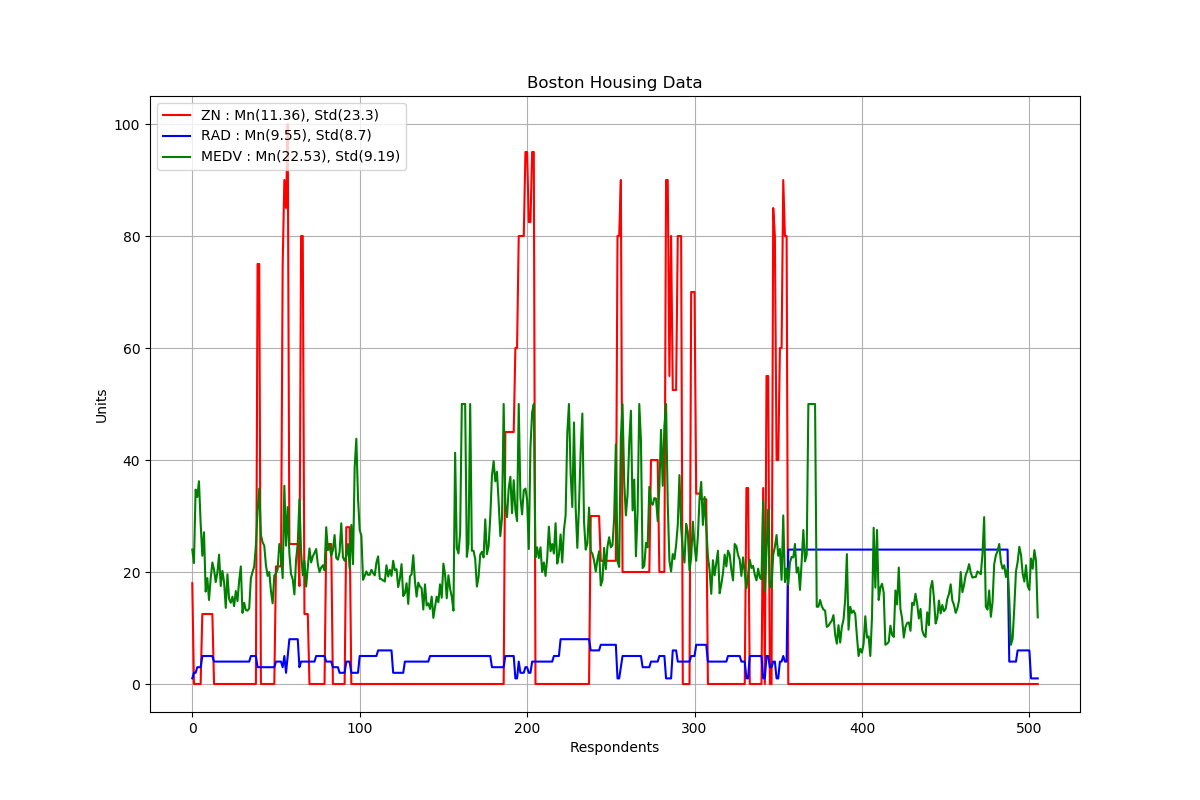 Boston Housing Data
ZN : Mn(11.36), Std(23.3)
RAD : Mn(9.55), Std(8.7)
MEDV : Mn(22.53), Std(9.19)
100
80
60
40
20
0
Units
0 100 200 300 400 500
Respondents